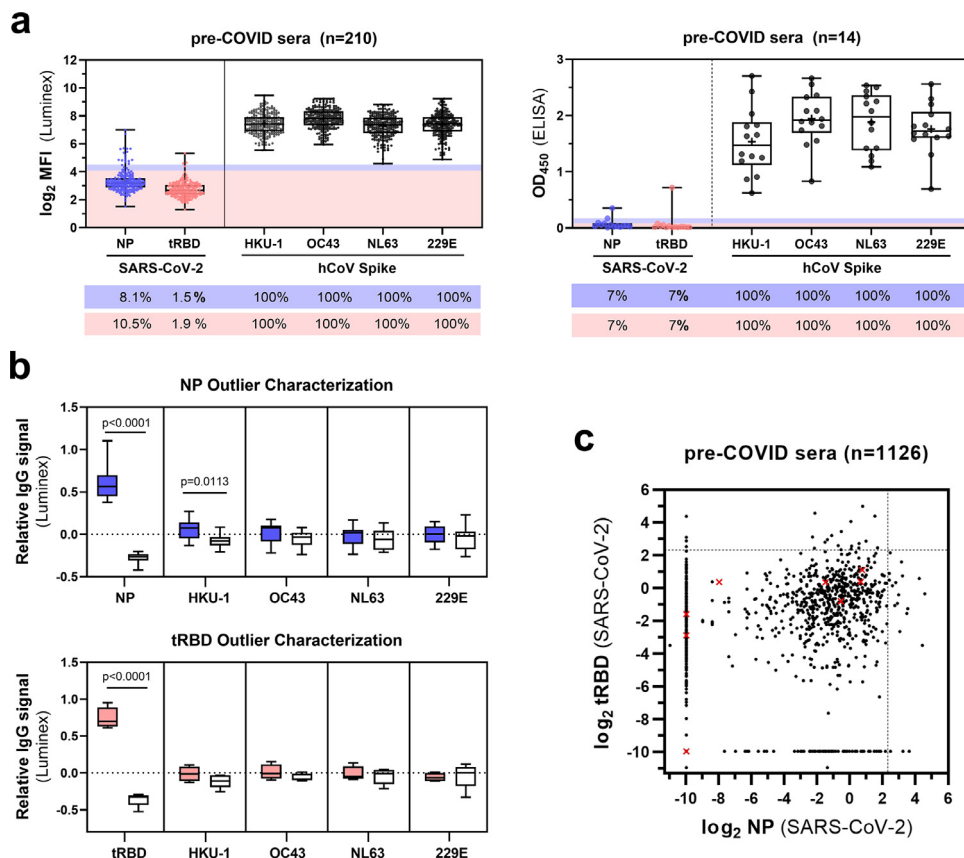 a
pre-COVID sera (n=210)
log2 MFI (Luminex)
14
12
10
8
6
4
2
0
NP tRBD HKU-1 OC43 NL63 229E
SARS-CoV-2 hCoV Spike
8.1% 1.5% 100% 100% 100% 100%
10.5% 1.9 % 100% 100% 100% 100%
pre-COVID sera (n=14)
OD450 (ELISA)
3
2
1
0
NP tRBD HKU-1 OC43 NL63 229E
SARS-CoV-2 hCoV Spike
7% 7% 100% 100% 100% 100%
7% 7% 100% 100% 100% 100%
b
NP Outlier Characterization
Relative IgG signal
(Luminex)
1.5
1.0
0.5
0.0
-0.5
p<0.0001
p=0.0113
NP HKU-1 OC43 NL63 229E
tRBD Outlier Characterization
Relative IgG signal
(Luminex)
1.5
1.0
0.5
0.0
-0.5
p<0.0001
tRBD HKU-1 OC43 NL63 229E
c
pre-COVID sera (n=1126)
log2 tRBD (SARS-CoV-2)
6
4
2
0
-2
-4
-6
-8
-10
-10 -8 -6 -4 -2 0 2 4 6
log2 NP (SARS-CoV-2)